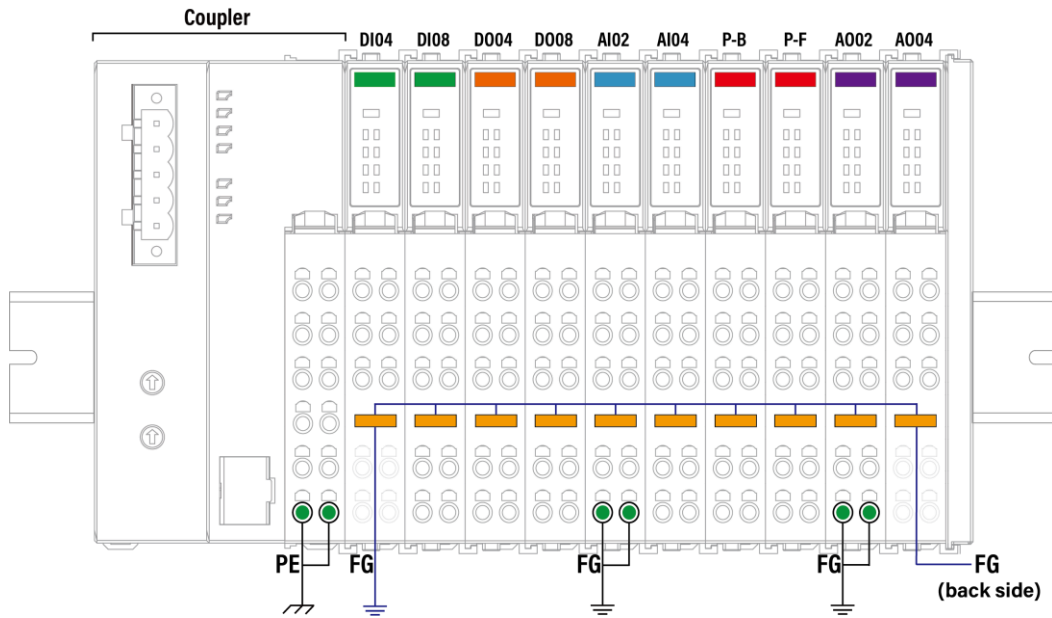 Coupler
DI04 DI08 DO04 DO08 AI02 AI04 P-B P-F AO02 AO04
PE FG FG FG FG
(back side)